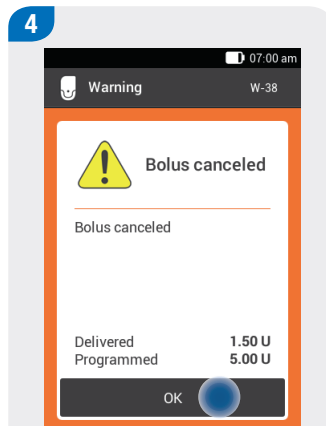 4
07:00 am
Warning W-38
Bolus canceled
Bolus canceled
Delivered 1.50 U
Programmed 5.00 U
OK